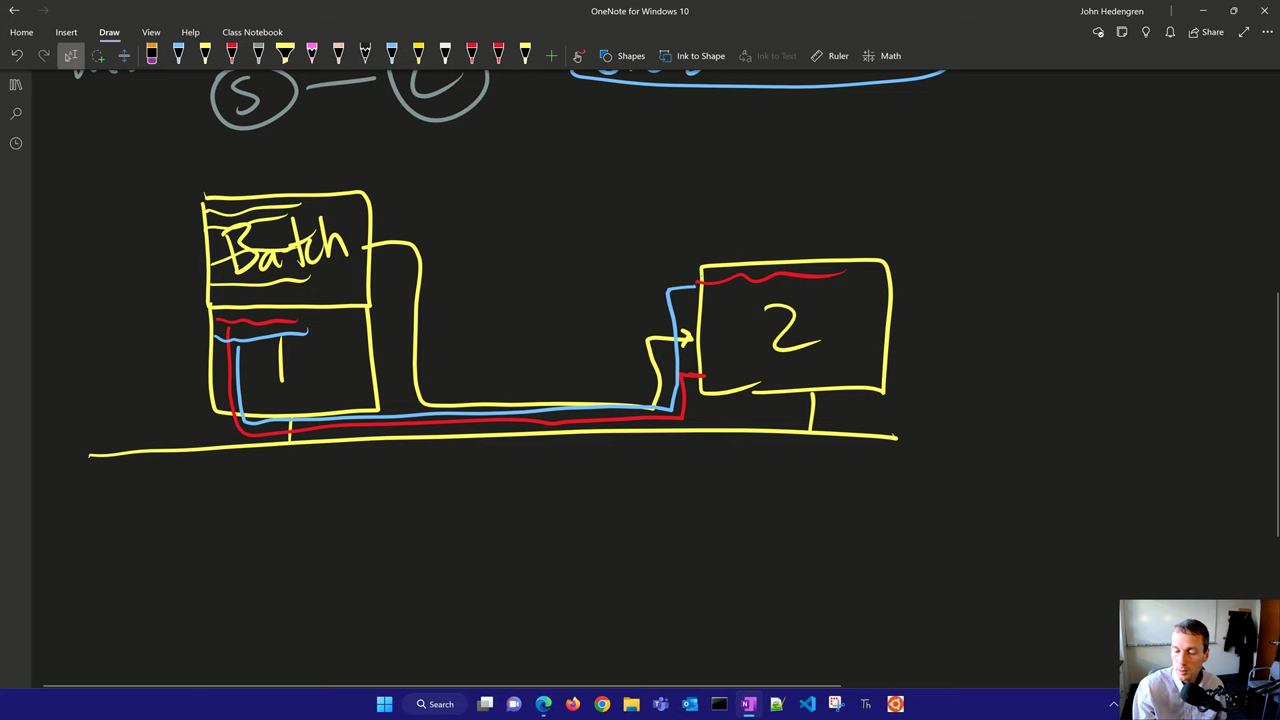 OneNote for Windows 10
John Hedengren
Home Insert Draw View Help Class Notebook
Share
Shapes Ink to Shape Ink to Text Ruler Math
S
Batch
1
2
Search
Th